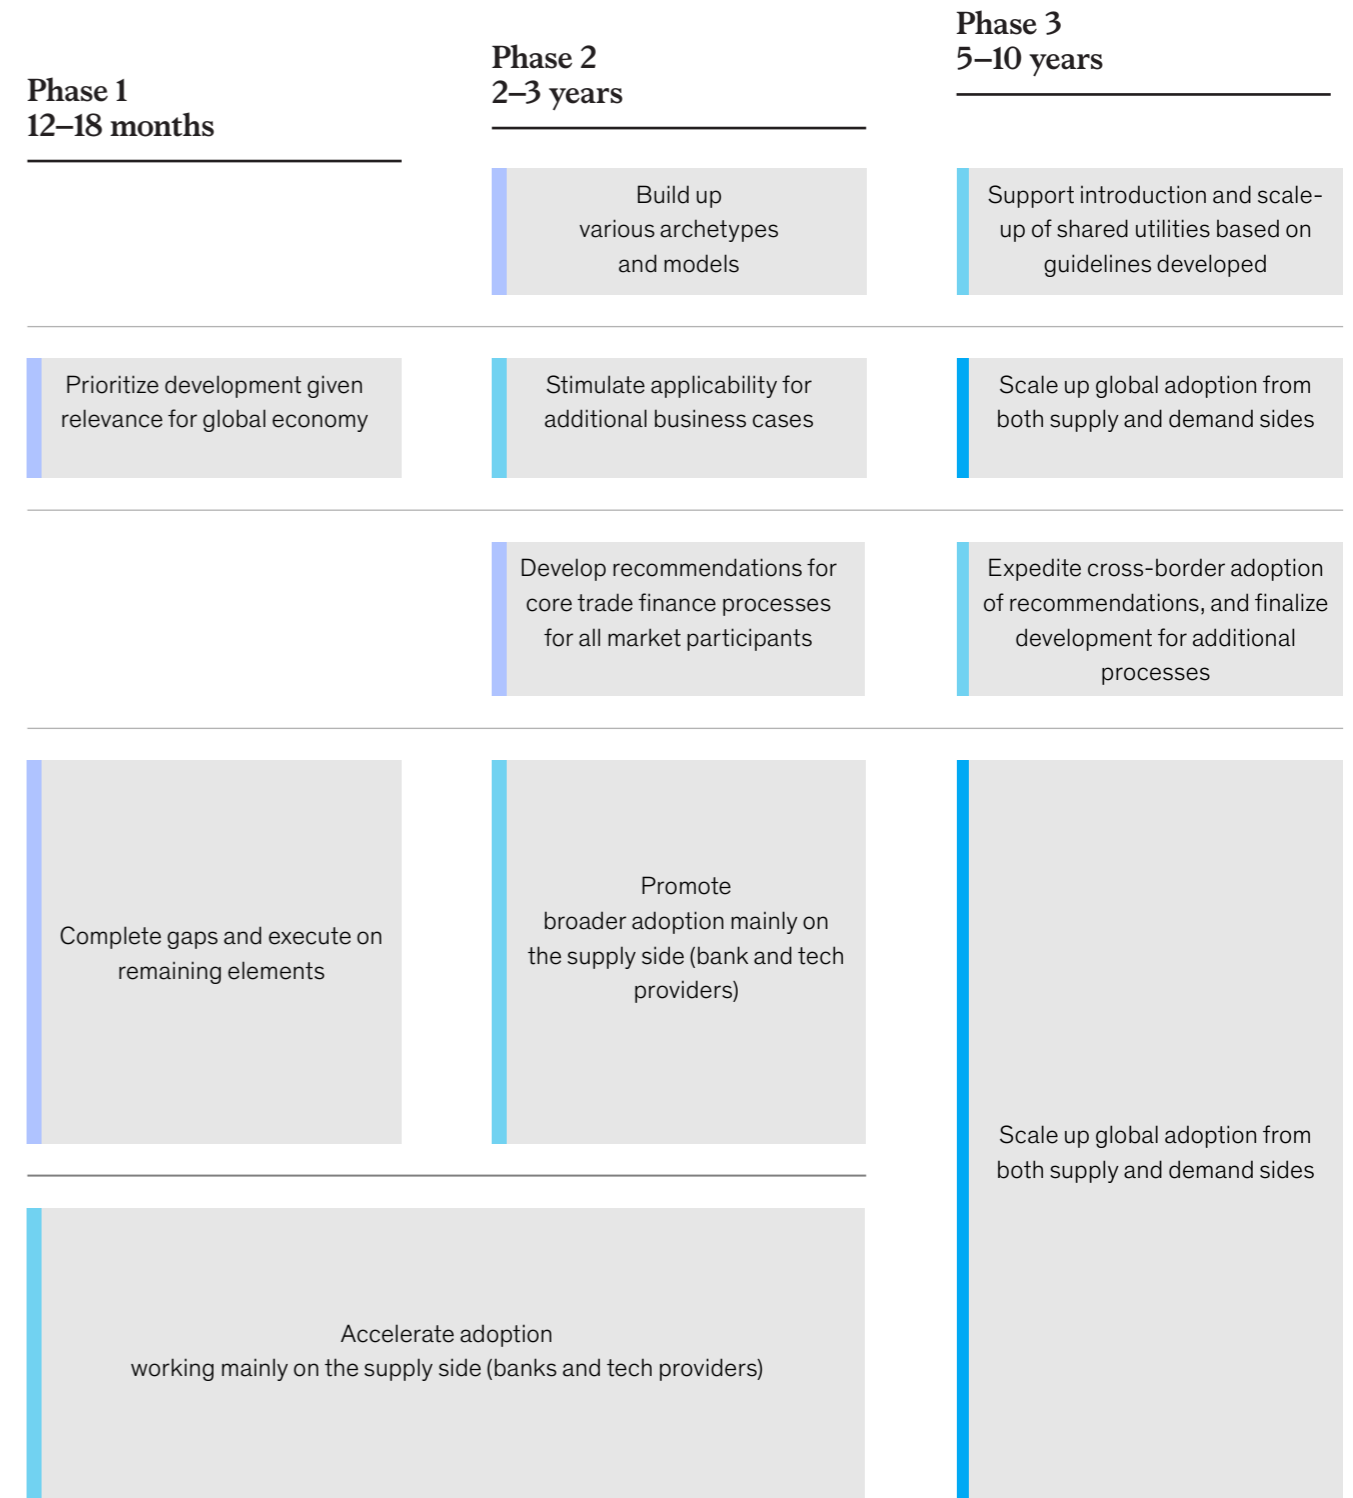 Phase 1
12–18 months
Phase 2
2–3 years
Phase 3
5–10 years
Build up
various archetypes
and models
Support introduction and scale-
up of shared utilities based on
guidelines developed
Prioritize development given
relevance for global economy
Stimulate applicability for
additional business cases
Scale up global adoption from
both supply and demand sides
Develop recommendations for
core trade finance processes
for all market participants
Expedite cross-border adoption
of recommendations, and finalize
development for additional
processes
Complete gaps and execute on
remaining elements
Promote
broader adoption mainly on
the supply side (bank and tech
providers)
Scale up global adoption from
both supply and demand sides
Accelerate adoption
working mainly on the supply side (banks and tech providers)